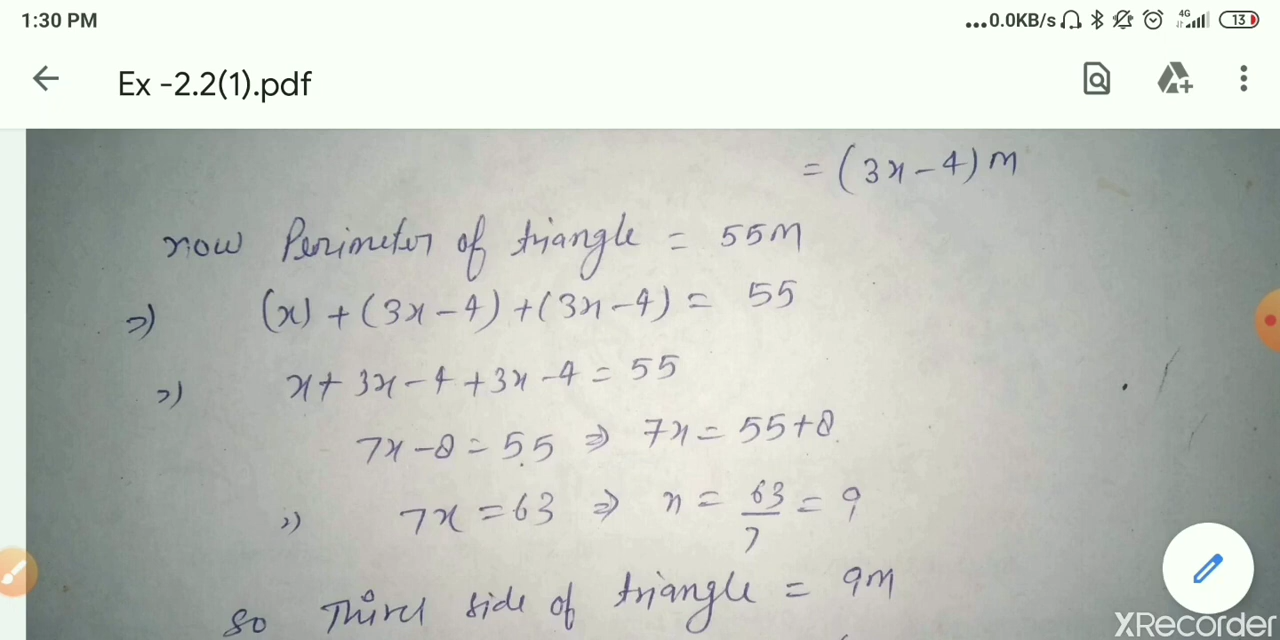 1:30 PM ...0.0KB/s 4G 13
Ex -2.2(1).pdf
= (3x-4) m
now Perimeter of triangle = 55m
⇒) (x) + (3x-4) + (3x-4) = 55
⇒) x + 3x - 4 + 3x - 4 = 55
7x - 8 = 55 ⇒ 7x = 55+8
⇒) 7x = 63 ⇒ x = 63/7 = 9
so Third side of triangle = 9m
XRecorder